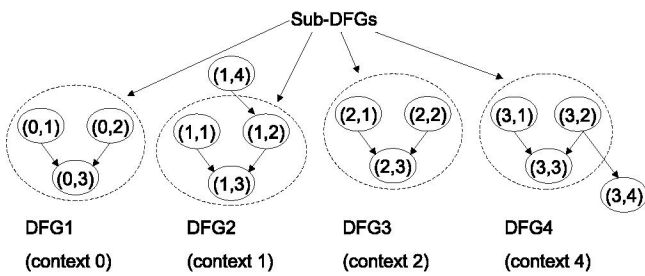 Sub-DFGs
(1,4)
(0,1) (0,2) (1,1) (1,2) (2,1) (2,2) (3,1) (3,2)
(0,3) (1,3) (2,3) (3,3)
(3,4)
DFG1 DFG2 DFG3 DFG4
(context 0) (context 1) (context 2) (context 4)